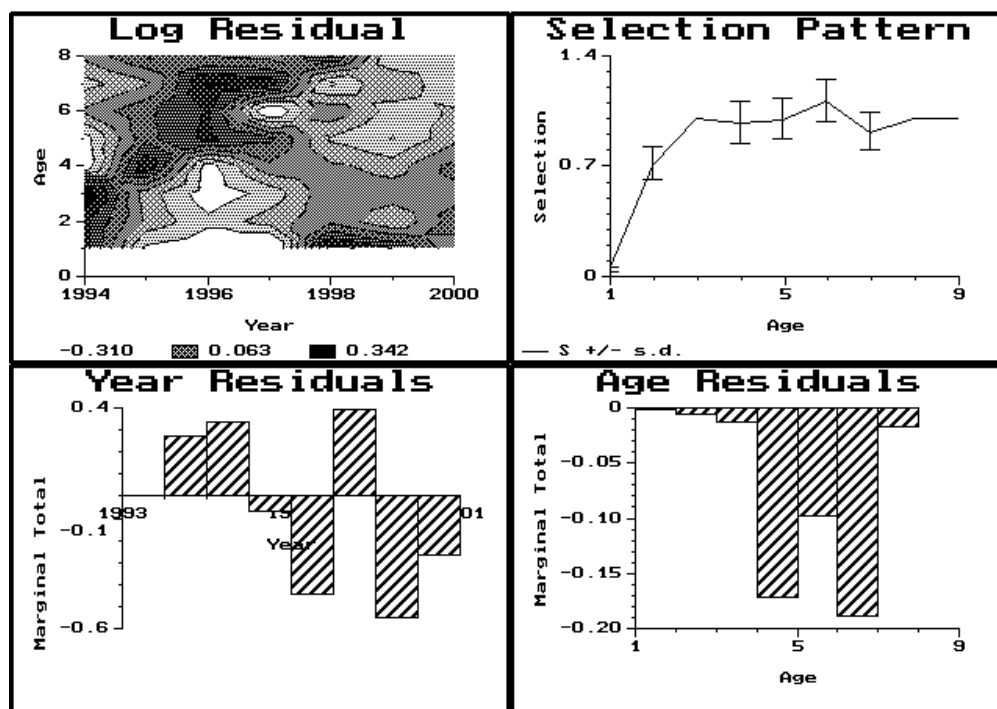 Log Residual
8
6
4
2
0
Age
1994
1996
1998
2000
Year
-0.310 0.063 0.342
Selection Pattern
1.4
0.7
0
Selection
1
5
9
Age
S +/- s.d.
Year Residuals
0.4
-0.1
-0.6
Marginal Total
1993
01
Year
Age Residuals
0
-0.05
-0.10
-0.15
-0.20
Marginal Total
1
5
9
Age